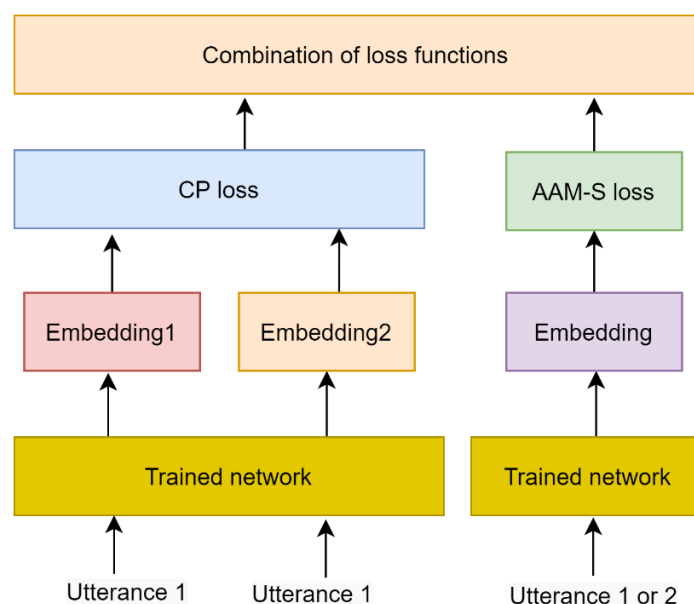 Combination of loss functions
CP loss
AAM-S loss
Embedding1
Embedding2
Embedding
Trained network
Trained network
Utterance 1
Utterance 1
Utterance 1 or 2